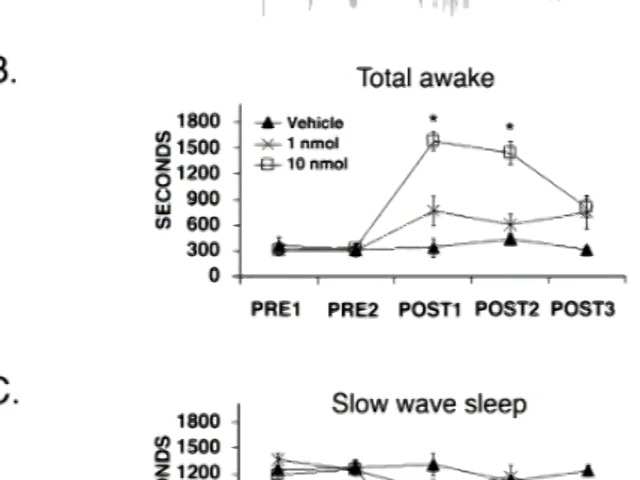 B.
Total awake
1800
1500
1200
900
600
300
0
SECONDS
Vehicle
1 nmol
10 nmol
*
*
PRE1 PRE2 POST1 POST2 POST3
C.
Slow wave sleep
1800
1500
1200